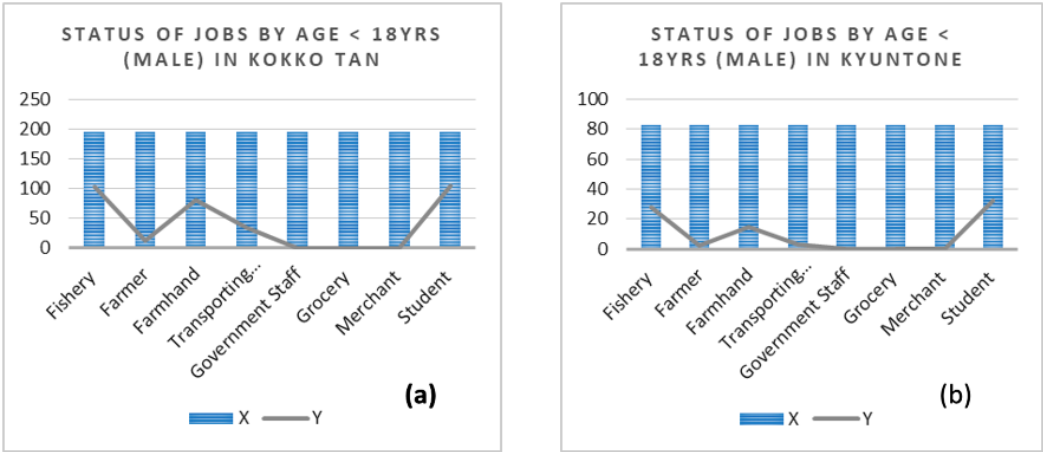 STATUS OF JOBS BY AGE < 18YRS
(MALE) IN KOKKO TAN
250
200
150
100
50
0
Fishery
Farmer
Farmhand
Transporting...
Government Staff
Grocery
Merchant
Student
(a)
X
Y
STATUS OF JOBS BY AGE <
18YRS (MALE) IN KYUNTONE
100
80
60
40
20
0
Fishery
Farmer
Farmhand
Transporting...
Government Staff
Grocery
Merchant
Student
(b)
X
Y